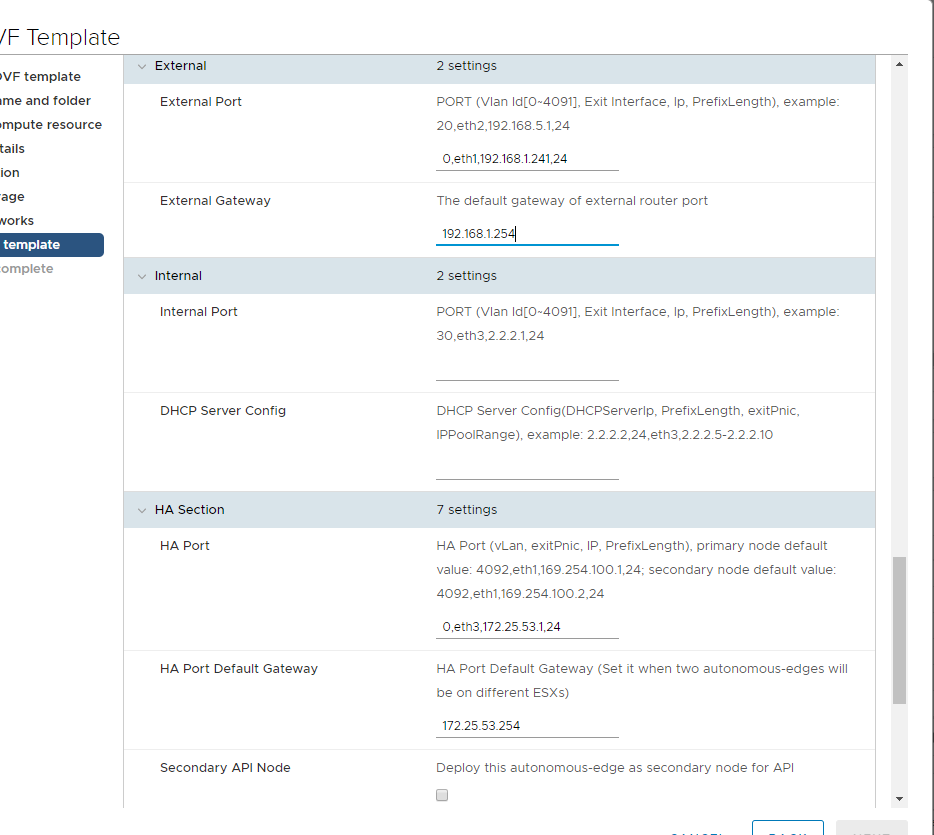 VF Template
OVF template
ame and folder
ompute resource
tails
ion
rage
works
template
omplete
External 2 settings
External Port PORT (Vlan Id[0~4091], Exit Interface, Ip, PrefixLength), example:
20,eth2,192.168.5.1,24
0,eth1,192.168.1.241,24
External Gateway The default gateway of external router port
192.168.1.254
Internal 2 settings
Internal Port PORT (Vlan Id[0~4091], Exit Interface, Ip, PrefixLength), example:
30,eth3,2.2.2.1,24
DHCP Server Config DHCP Server Config(DHCPServerIp, PrefixLength, exitPnic,
IPPoolRange), example: 2.2.2.2,24,eth3,2.2.2.5-2.2.2.10
HA Section 7 settings
HA Port HA Port (vLan, exitPnic, IP, PrefixLength), primary node default
value: 4092,eth1,169.254.100.1,24; secondary node default value:
4092,eth1,169.254.100.2,24
0,eth3,172.25.53.1,24
HA Port Default Gateway HA Port Default Gateway (Set it when two autonomous-edges will
be on different ESXs)
172.25.53.254
Secondary API Node Deploy this autonomous-edge as secondary node for API
CANCEL BACK NEXT